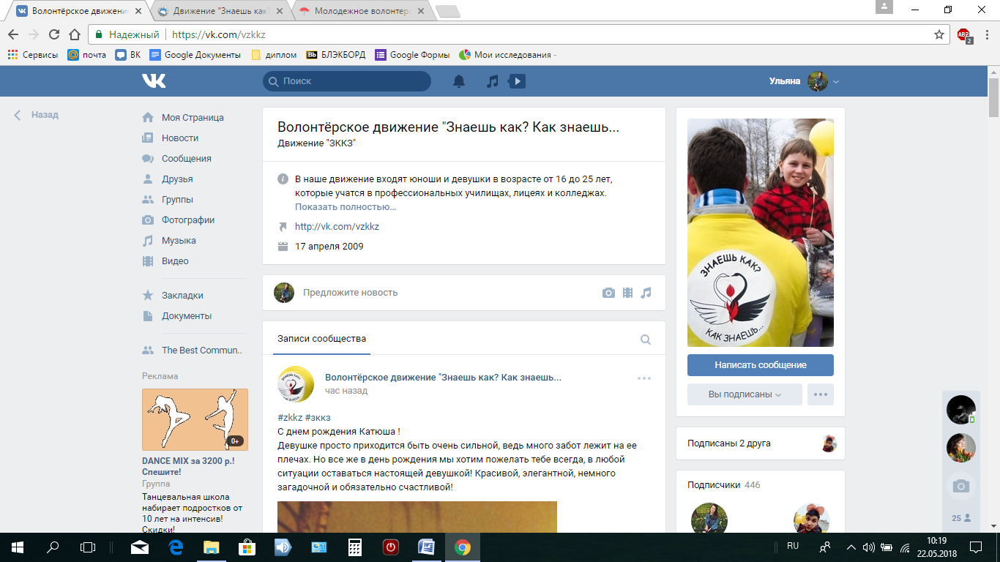 Волонтёрское движение
Движение "Знаешь как?
Молодежное волонтерс
Надежный
https://vk.com/vzkkz
ABP
2
Сервисы
почта
ВК
Google Документы
диплом
Bb
БЛЭКБОРД
Google Формы
Мои исследования -
Поиск
Ульяна
Назад
Моя Страница
Новости
Сообщения
Друзья
Группы
Фотографии
Музыка
Видео
Закладки
Документы
The Best Commun..
Реклама
0+
DANCE MIX за 3200 р.!
Спешите!
Группа
Танцевальная школа
набирает подростков от
10 лет на интенсив!
Скидки!
Волонтёрское движение "Знаешь как? Как знаешь...
Движение "ЗККЗ"
В наше движение входят юноши и девушки в возрасте от 16 до 25 лет,
которые учатся в профессиональных училищах, лицеях и колледжах.
Показать полностью…
http://vk.com/vzkkz
17 апреля 2009
Предложите новость
Записи сообщества
Волонтёрское движение "Знаешь как? Как знаешь...
час назад
#zkkz #зккз
С днем рождения Катюша !
Девушке просто приходится быть очень сильной, ведь много забот лежит на ее
плечах. Но все же в день рождения мы хотим пожелать тебе всегда, в любой
ситуации оставаться настоящей девушкой! Красивой, элегантной, немного
загадочной и обязательно счастливой!
ЗНАЕШЬ КАК?
КАК ЗНАЕШЬ...
Написать сообщение
Вы подписаны
Подписаны 2 друга
Подписчики 446
25
RU
10:19
22.05.2018